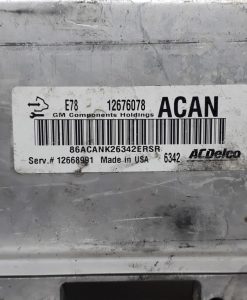 E78 12676078 ACAN
GM Components Holdings
86ACANK26342ERSR
Serv.# 12668991 Made in USA 6342 ACDelco